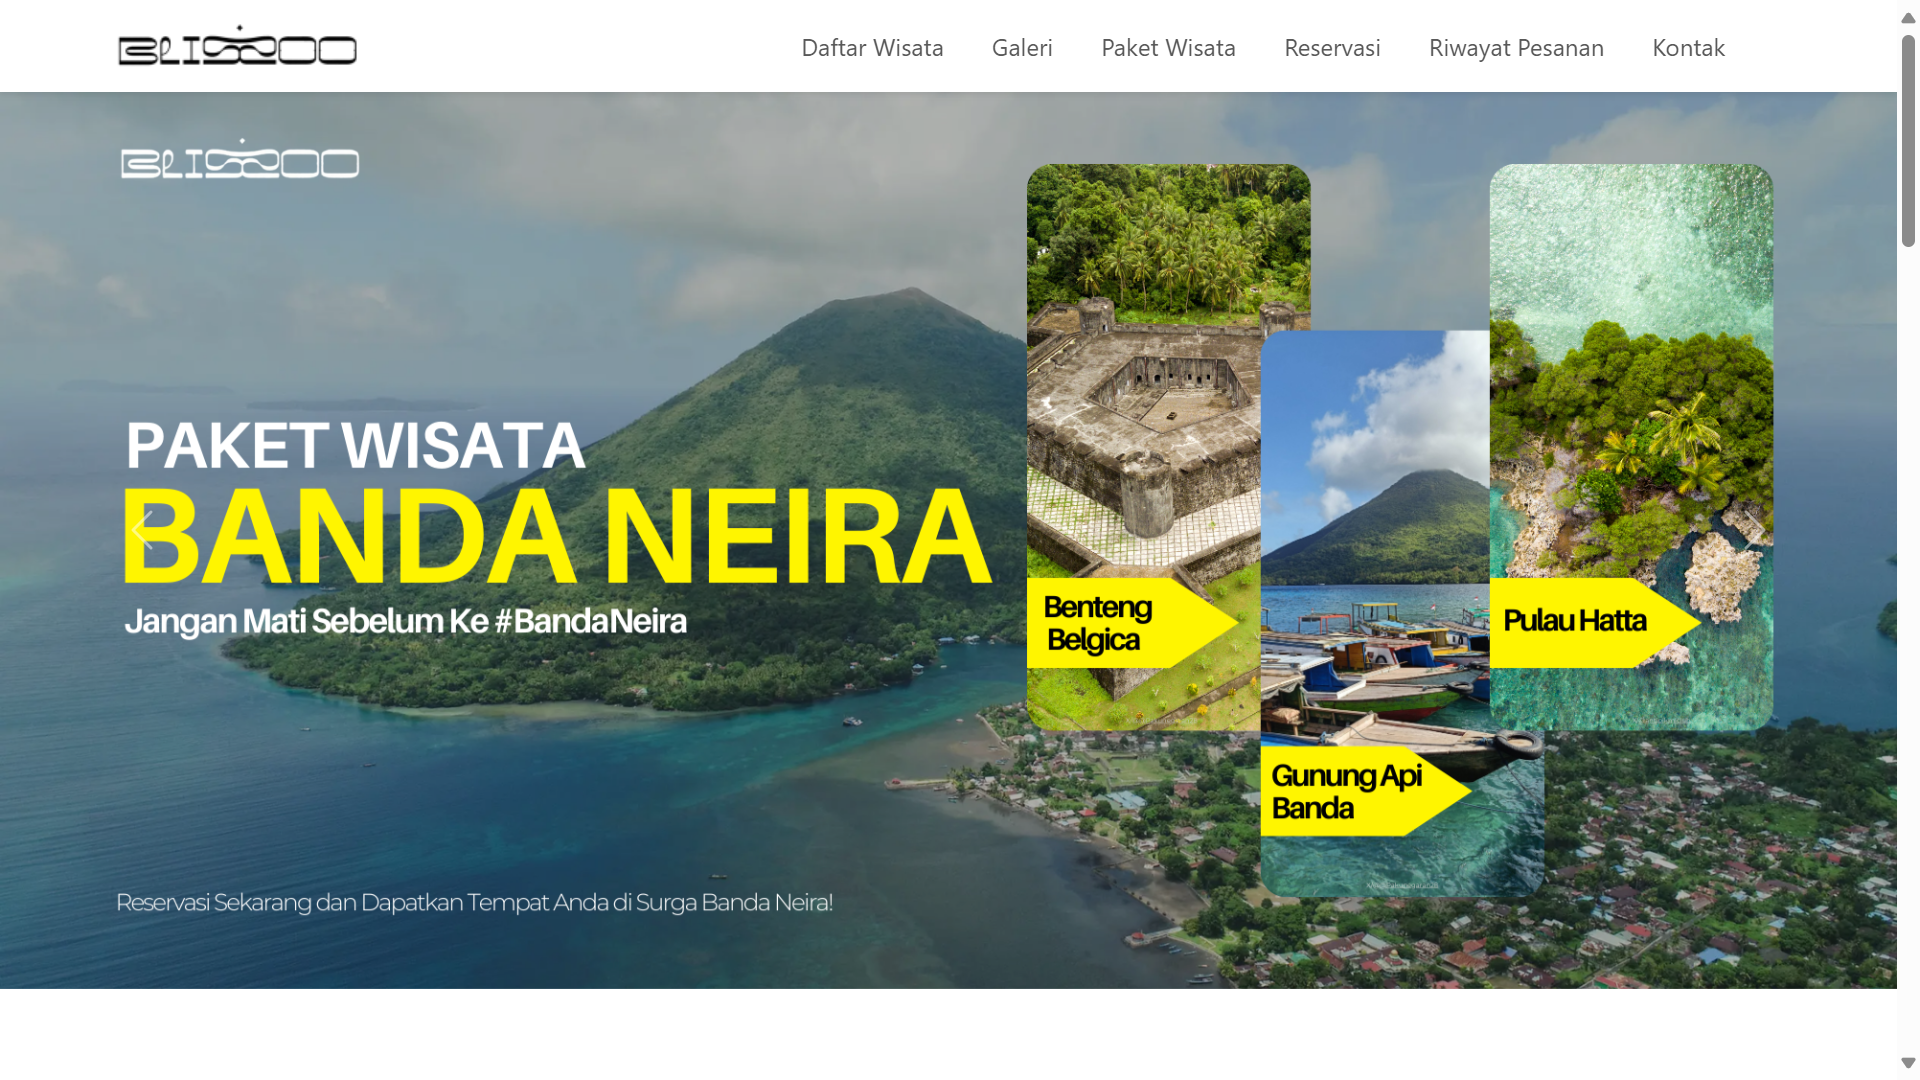 BLISSOO
Daftar Wisata
Galeri
Paket Wisata
Reservasi
Riwayat Pesanan
Kontak
PAKET WISATA
BANDA NEIRA
Jangan Mati Sebelum Ke #BandaNeira
Benteng
Belgica
Gunung Api
Banda
Pulau Hatta
Reservasi Sekarang dan Dapatkan Tempat Anda di Surga Banda Neira!